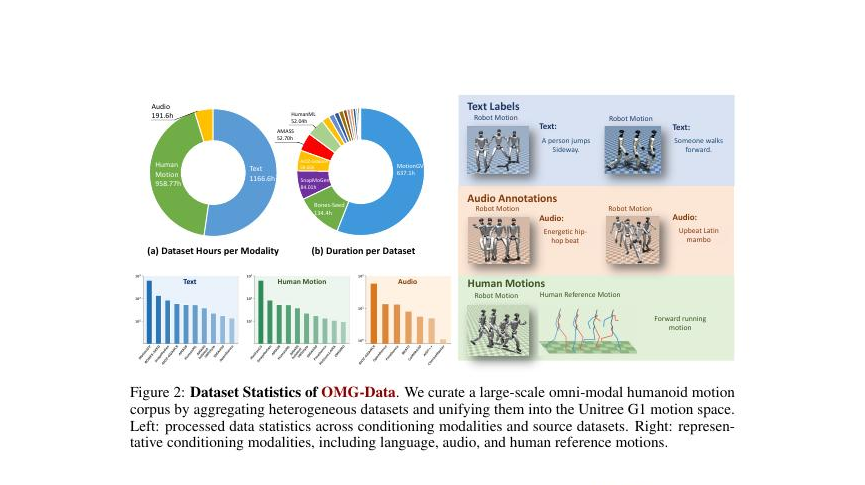 Audio
191.6h
Human
Motion
958.77h
Text
1166.6h
(a) Dataset Hours per Modality
HumanML
52.04h
AMASS
52.70h
SnapMoGen
84.01h
Bones-Seed
134.4h
MotionGV
637.1h
(b) Duration per Dataset
Text
Human Motion
Audio
Text Labels
Robot Motion
Text:
A person jumps
Sideway.
Robot Motion
Text:
Someone walks
forward.
Audio Annotations
Robot Motion
Audio:
Energetic hip-
hop beat
Robot Motion
Audio:
Upbeat Latin
mambo
Human Motions
Robot Motion
Human Reference Motion
Forward running
motion
Figure 2: Dataset Statistics of OMG-Data. We curate a large-scale omni-modal humanoid motion
corpus by aggregating heterogeneous datasets and unifying them into the Unitree G1 motion space.
Left: processed data statistics across conditioning modalities and source datasets. Right: represen-
tative conditioning modalities, including language, audio, and human reference motions.